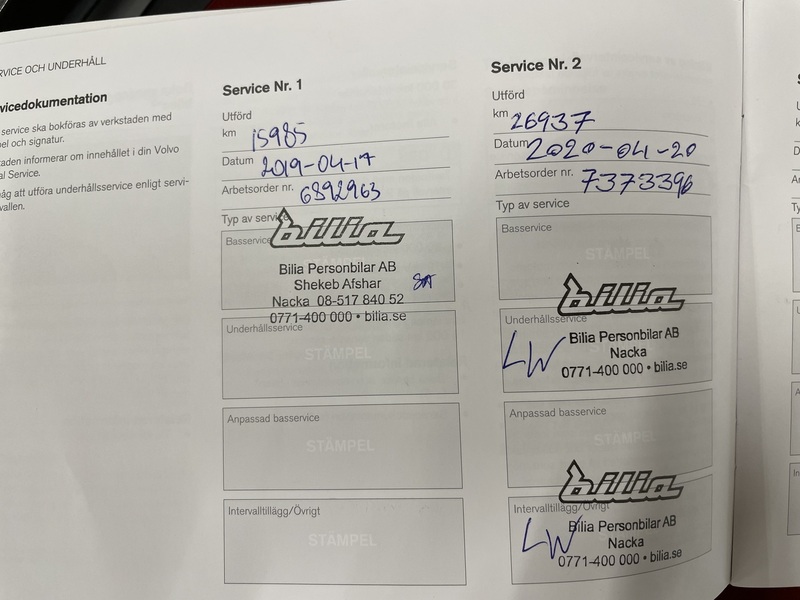 RVICE OCH UNDERHÅLL
vicedokumentation
service ska bokföras av verkstaden med
el och signatur.
taden informerar om innehållet i din Volvo
al Service.
åg att utföra underhållsservice enligt servi-
vallen.
Service Nr. 1
Utförd
km 15985
Datum 2019-04-17
Arbetsorder nr. 6892963
Typ av service
bilia
Basservice
STÄMPEL
Bilia Personbilar AB
Shekeb Afshar
Nacka 08-517 840 52
0771-400 000 • bilia.se
Underhållsservice
STÄMPEL
Anpassad basservice
STÄMPEL
Intervalltillägg/Övrigt
STÄMPEL
Service Nr. 2
Utförd
km 26937
Datum 2020-04-20
Arbetsorder nr. 7373396
Typ av service
Basservice
STÄMPEL
bilia
Underhållsservice
LW
Bilia Personbilar AB
Nacka
0771-400 000 • bilia.se
Anpassad basservice
STÄMPEL
bilia
Intervalltillägg/Övrigt
LW
Bilia Personbilar AB
Nacka
0771-400 000 • bilia.se